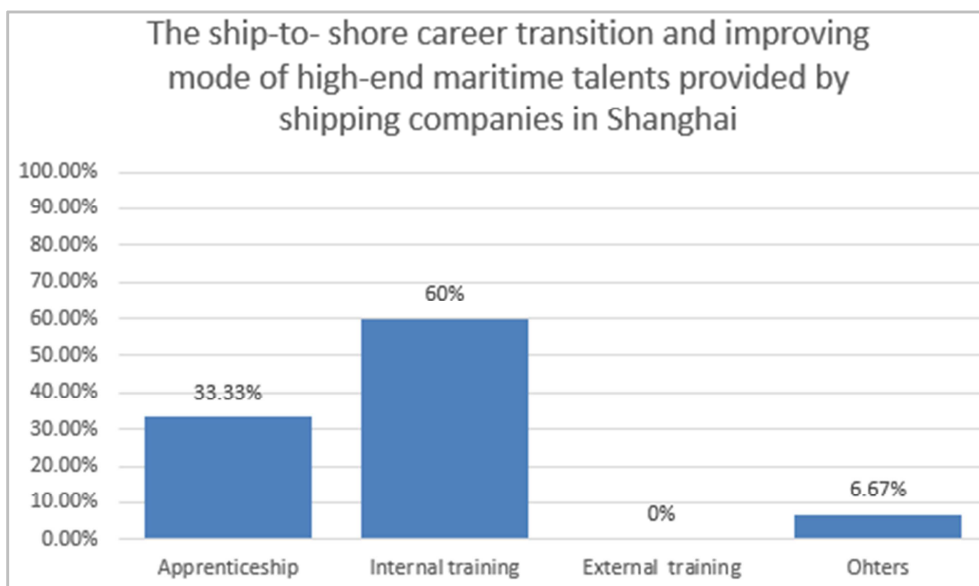 The ship-to- shore career transition and improving
mode of high-end maritime talents provided by
shipping companies in Shanghai
100.00%
90.00%
80.00%
70.00%
60.00%
50.00%
40.00%
30.00%
20.00%
10.00%
0.00%
33.33%
60%
0%
6.67%
Apprenticeship
Internal training
External training
Ohters